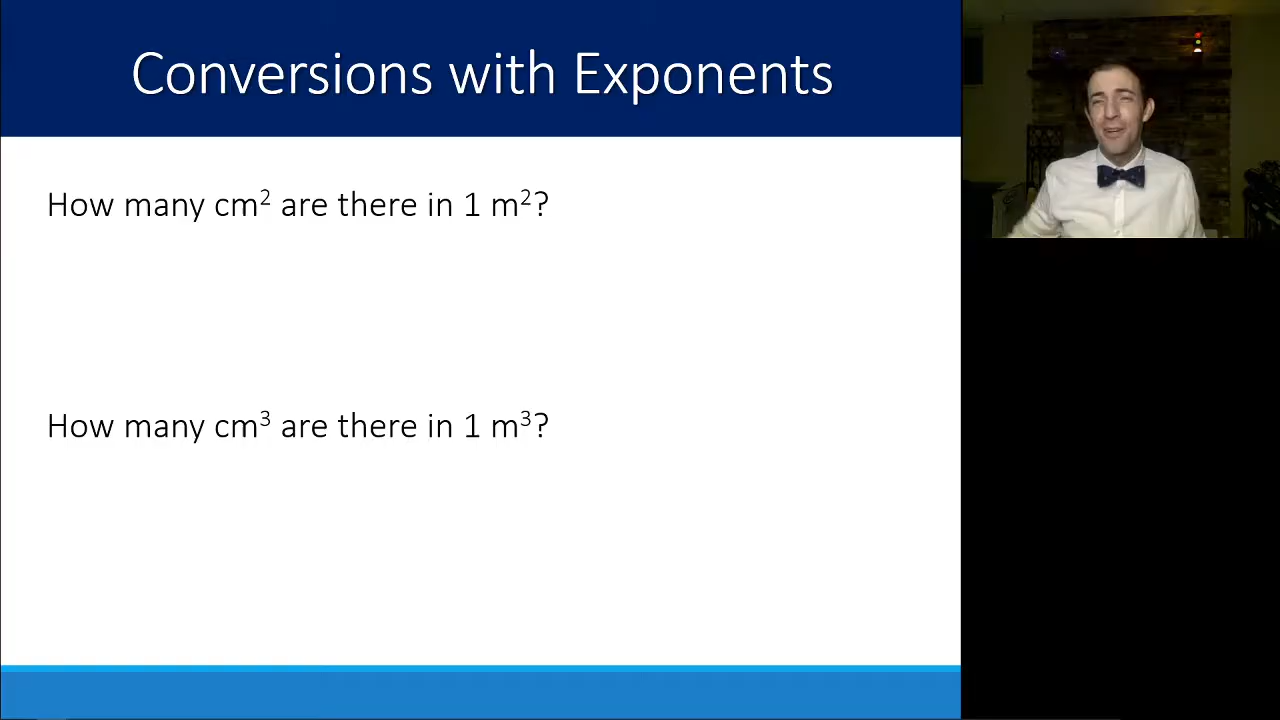 Conversions with Exponents
How many cm² are there in 1 m²?
How many cm³ are there in 1 m³?